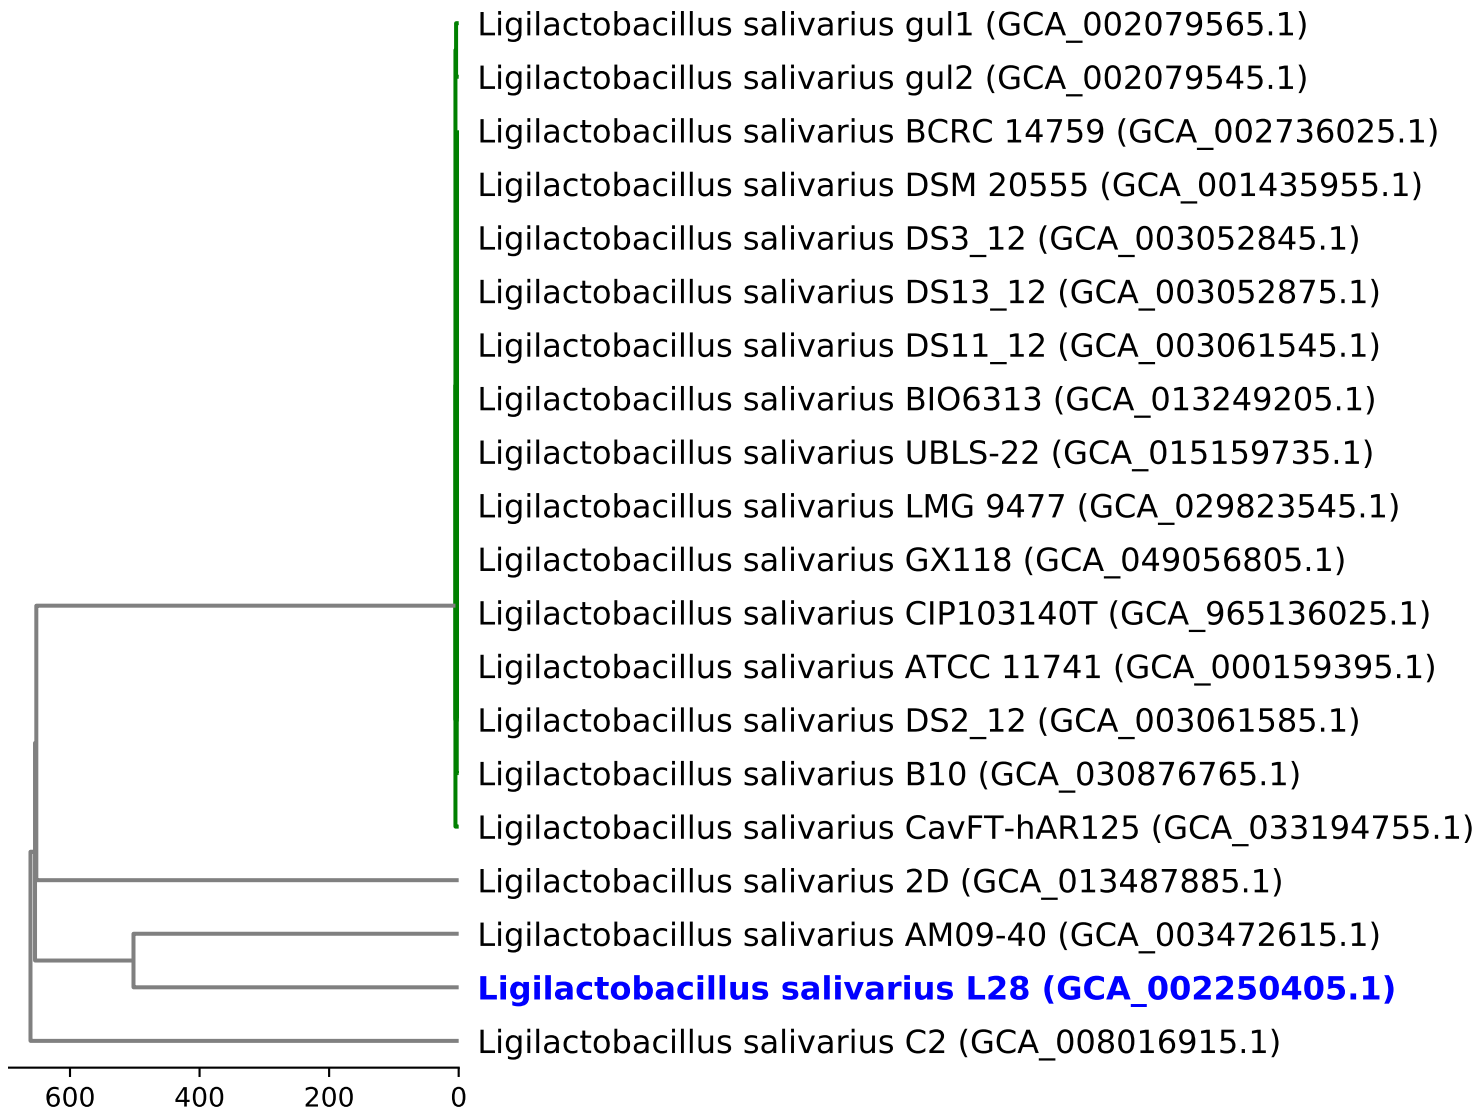 Ligilactobacillus salivarius gul1 (GCA_002079565.1)
Ligilactobacillus salivarius gul2 (GCA_002079545.1)
Ligilactobacillus salivarius BCRC 14759 (GCA_002736025.1)
Ligilactobacillus salivarius DSM 20555 (GCA_001435955.1)
Ligilactobacillus salivarius DS3_12 (GCA_003052845.1)
Ligilactobacillus salivarius DS13_12 (GCA_003052875.1)
Ligilactobacillus salivarius DS11_12 (GCA_003061545.1)
Ligilactobacillus salivarius BIO6313 (GCA_013249205.1)
Ligilactobacillus salivarius UBLS-22 (GCA_015159735.1)
Ligilactobacillus salivarius LMG 9477 (GCA_029823545.1)
Ligilactobacillus salivarius GX118 (GCA_049056805.1)
Ligilactobacillus salivarius CIP103140T (GCA_965136025.1)
Ligilactobacillus salivarius ATCC 11741 (GCA_000159395.1)
Ligilactobacillus salivarius DS2_12 (GCA_003061585.1)
Ligilactobacillus salivarius B10 (GCA_030876765.1)
Ligilactobacillus salivarius CavFT-hAR125 (GCA_033194755.1)
Ligilactobacillus salivarius 2D (GCA_013487885.1)
Ligilactobacillus salivarius AM09-40 (GCA_003472615.1)
Ligilactobacillus salivarius L28 (GCA_002250405.1)
Ligilactobacillus salivarius C2 (GCA_008016915.1)
600 400 200 0